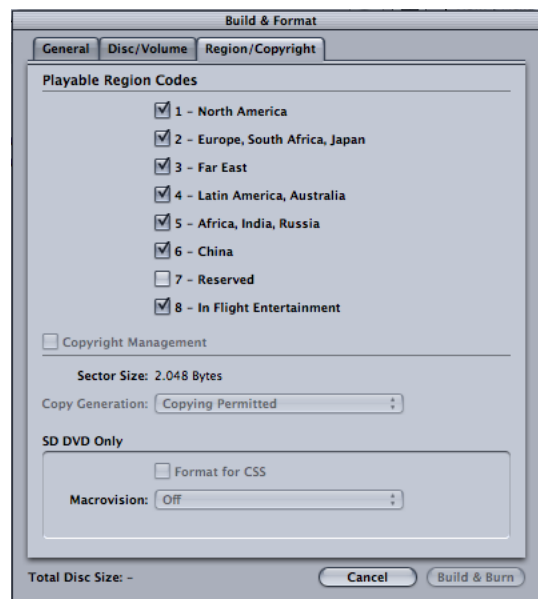 Build & Format
General Disc/Volume Region/Copyright
Playable Region Codes
1 - North America
2 - Europe, South Africa, Japan
3 - Far East
4 - Latin America, Australia
5 - Africa, India, Russia
6 - China
7 - Reserved
8 - In Flight Entertainment
Copyright Management
Sector Size: 2.048 Bytes
Copy Generation: Copying Permitted
SD DVD Only
Format for CSS
Macrovision: Off
Total Disc Size: - Cancel Build & Burn